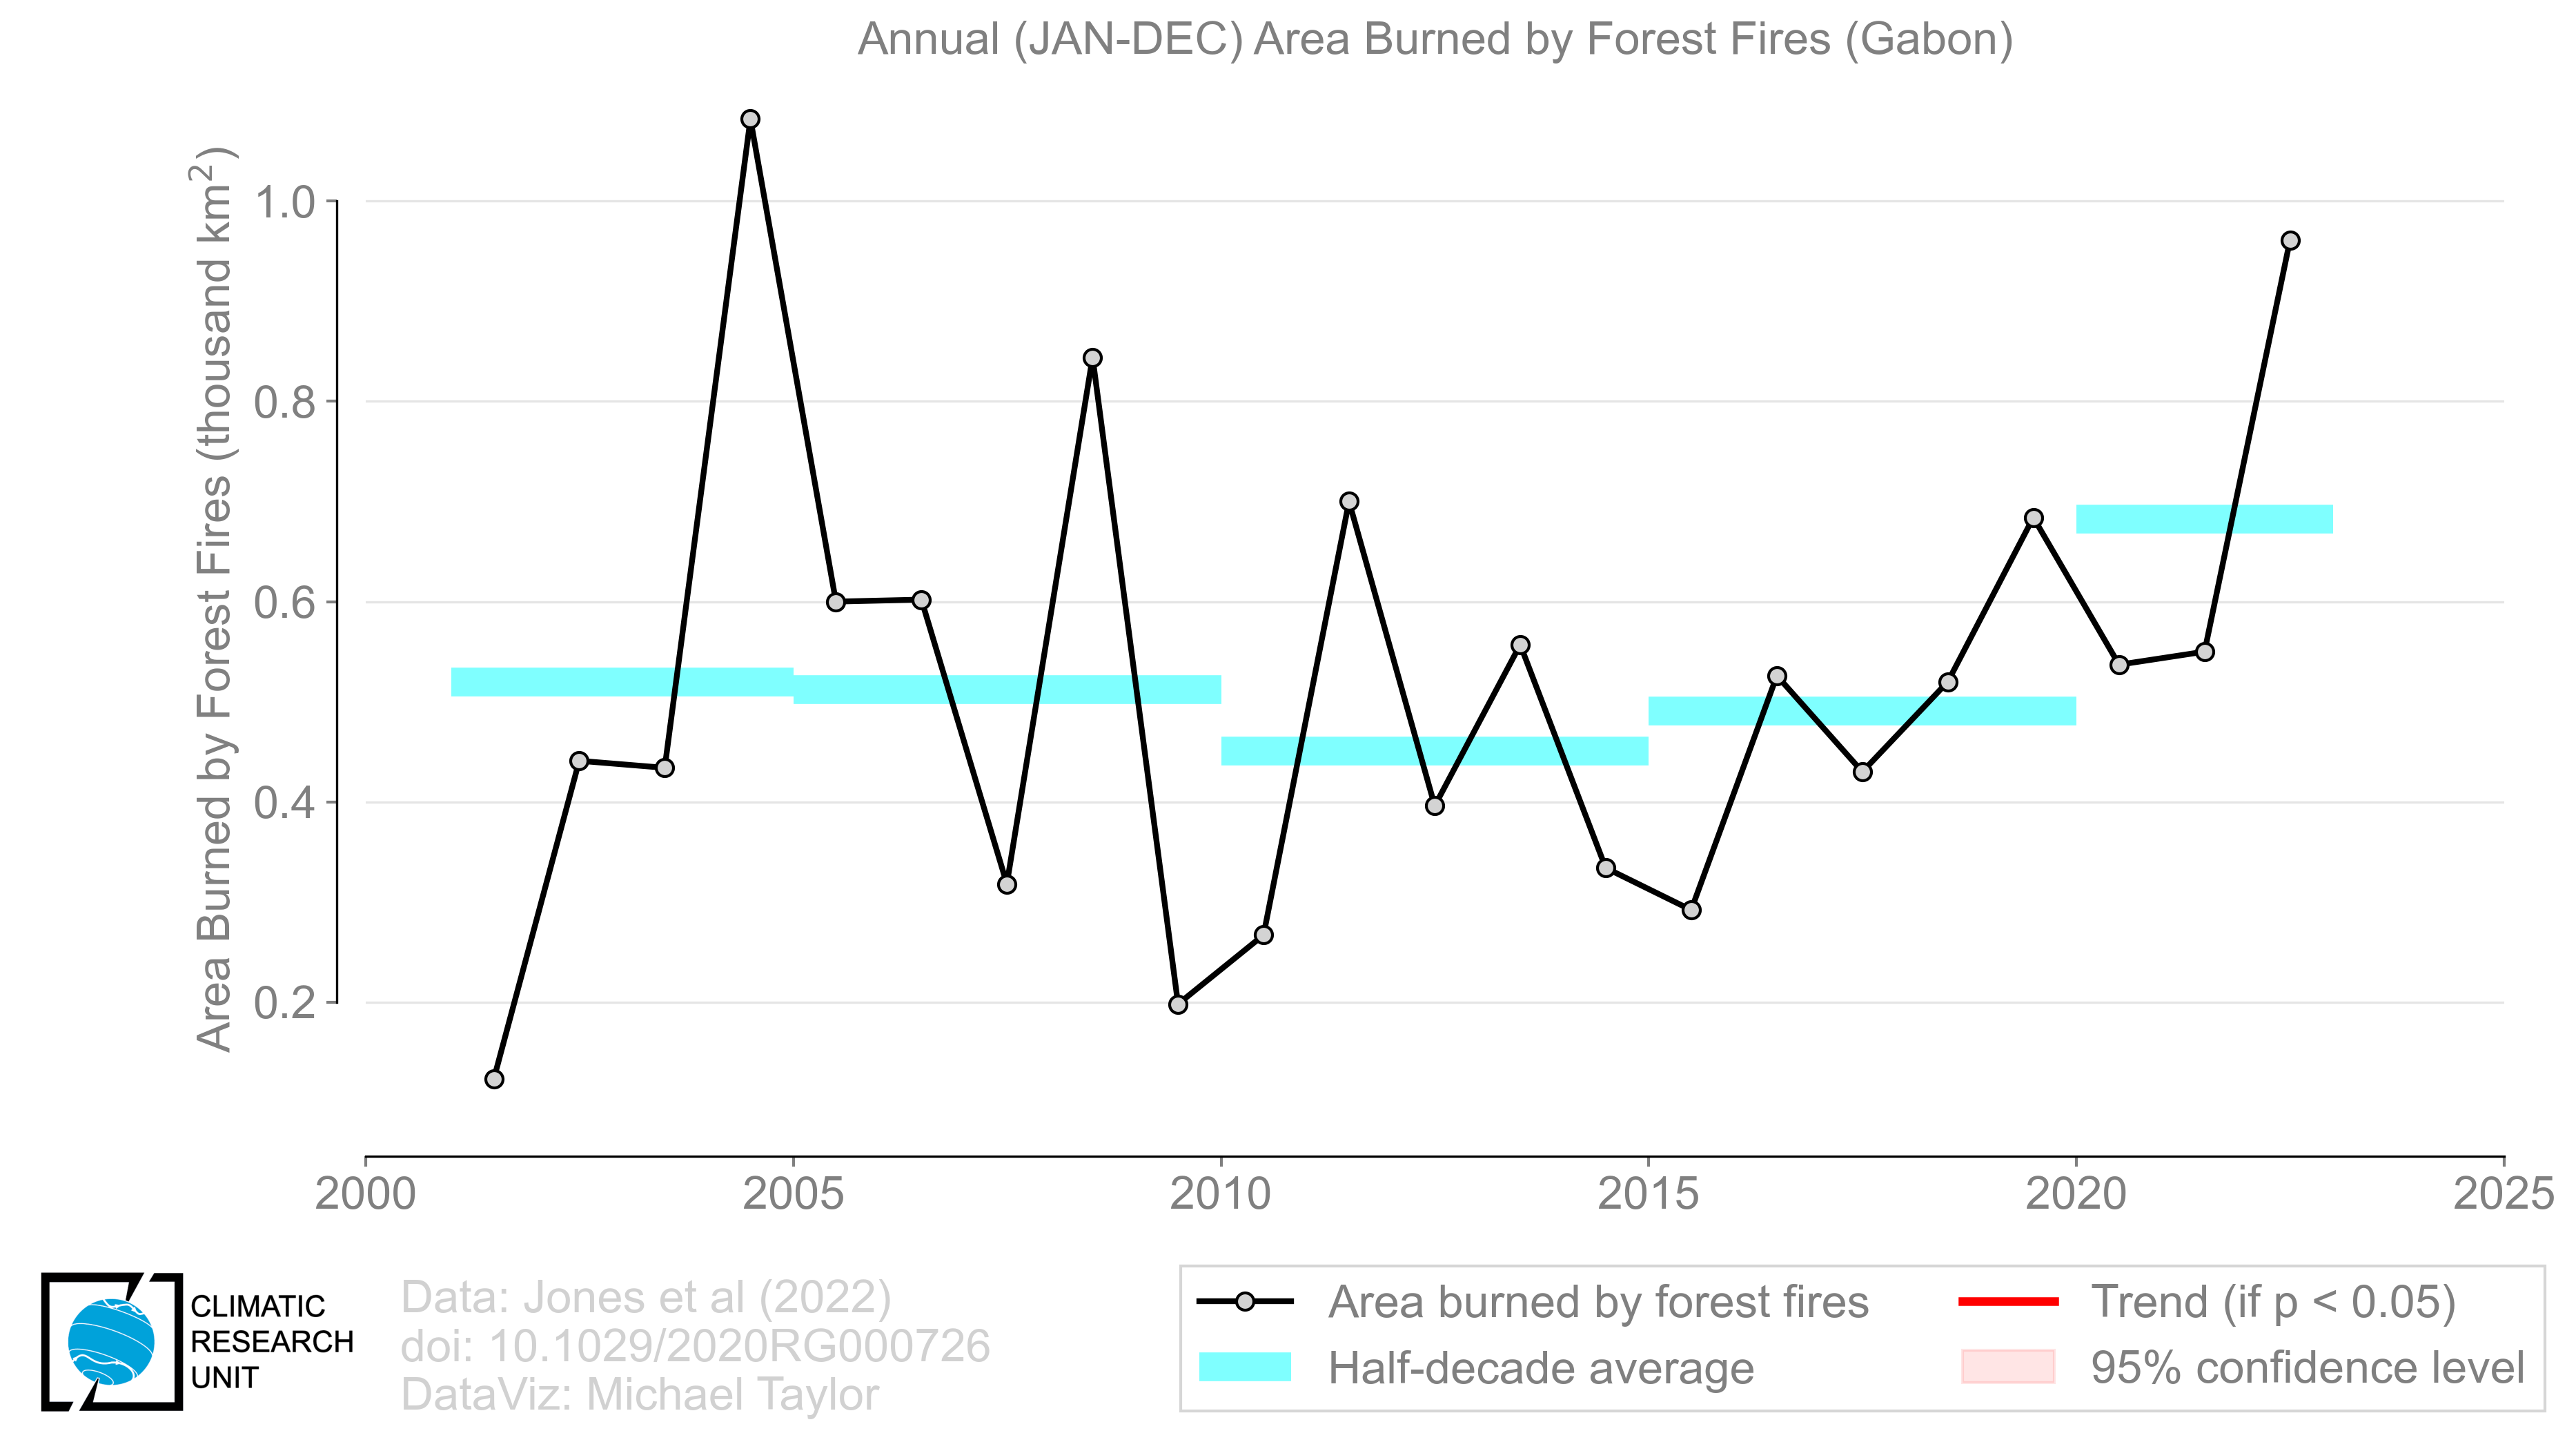 Annual (JAN-DEC) Area Burned by Forest Fires (Gabon)
Area Burned by Forest Fires (thousand km²)
1.0
0.8
0.6
0.4
0.2
2000 2005 2010 2015 2020 2025
CLIMATIC
RESEARCH
UNIT
Data: Jones et al (2022)
doi: 10.1029/2020RG000726
DataViz: Michael Taylor
Area burned by forest fires
Half-decade average
Trend (if p < 0.05)
95% confidence level